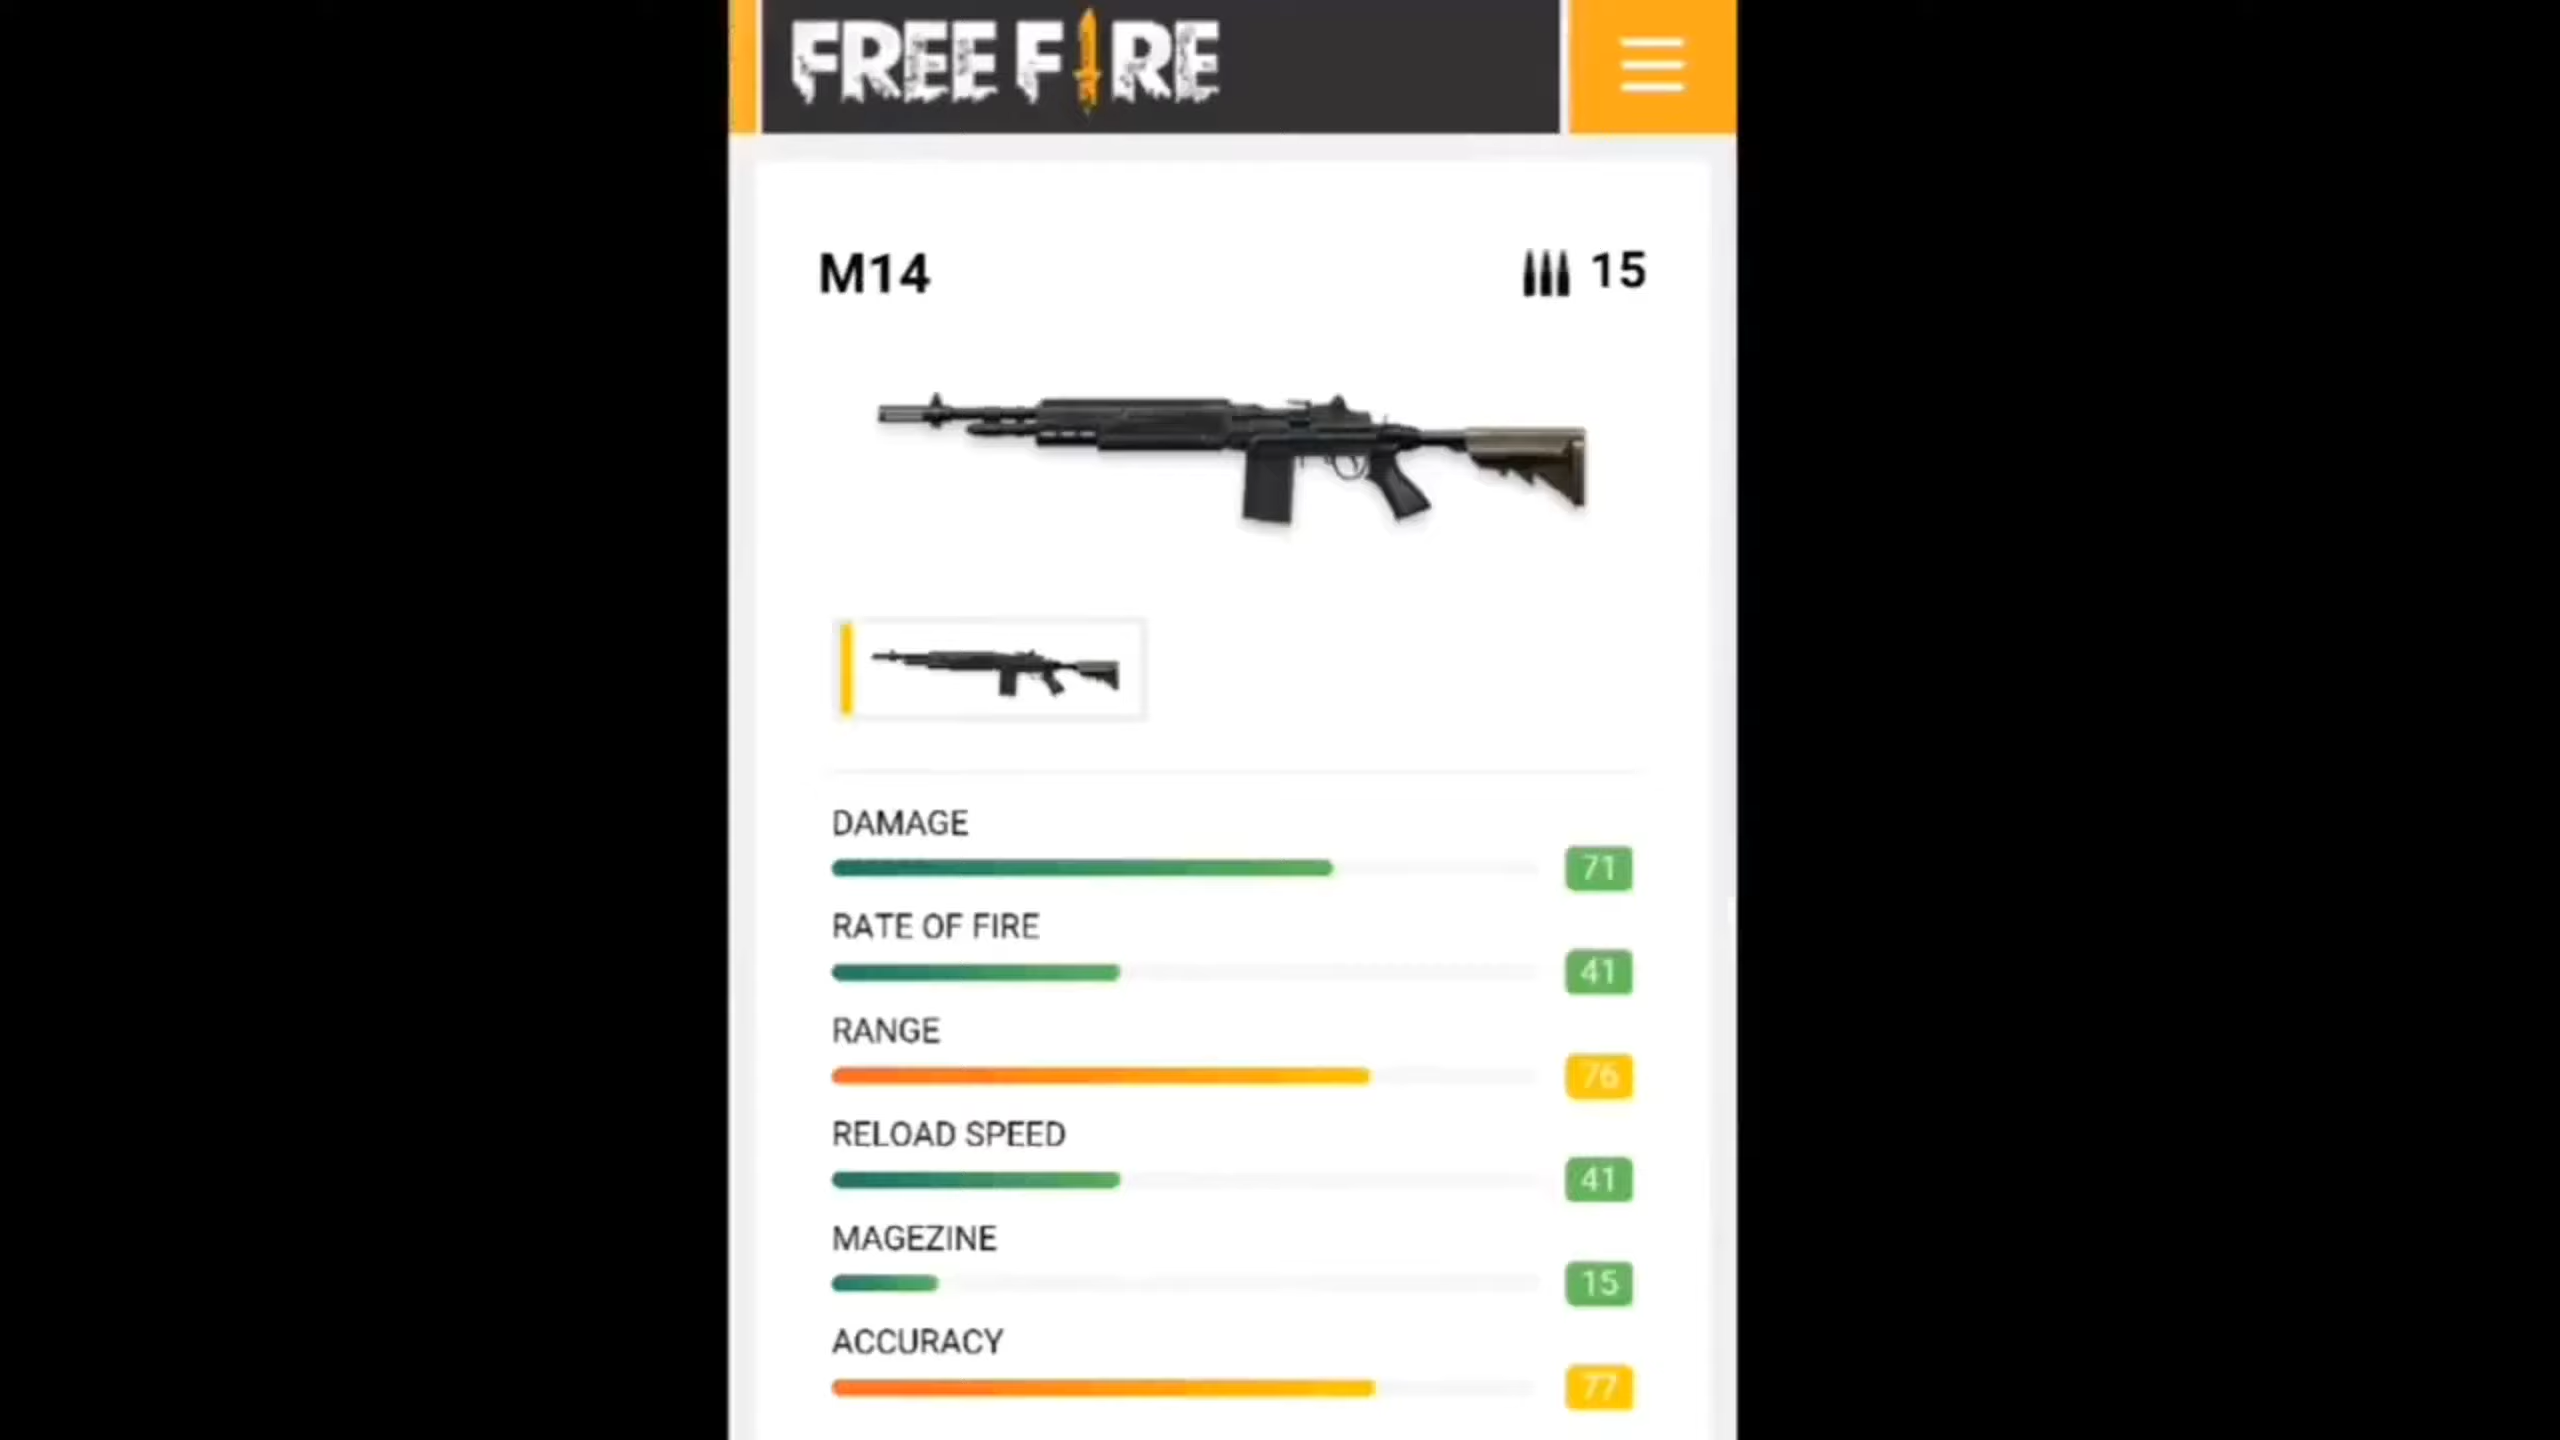 FREE FIRE
M14 15
DAMAGE
71
RATE OF FIRE
41
RANGE
76
RELOAD SPEED
41
MAGEZINE
15
ACCURACY
77